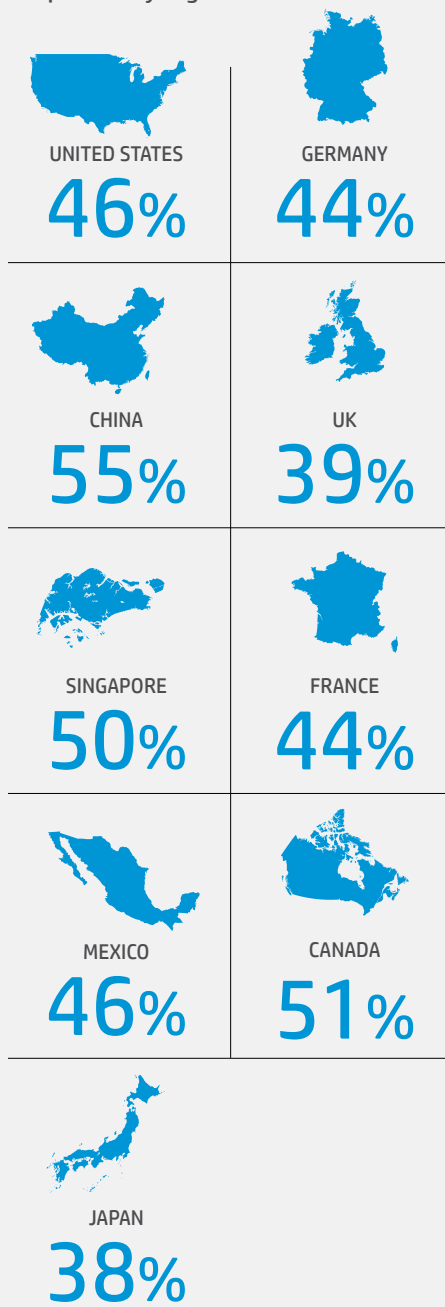 UNITED STATES
46%
GERMANY
44%
CHINA
55%
UK
39%
SINGAPORE
50%
FRANCE
44%
MEXICO
46%
CANADA
51%
JAPAN
38%